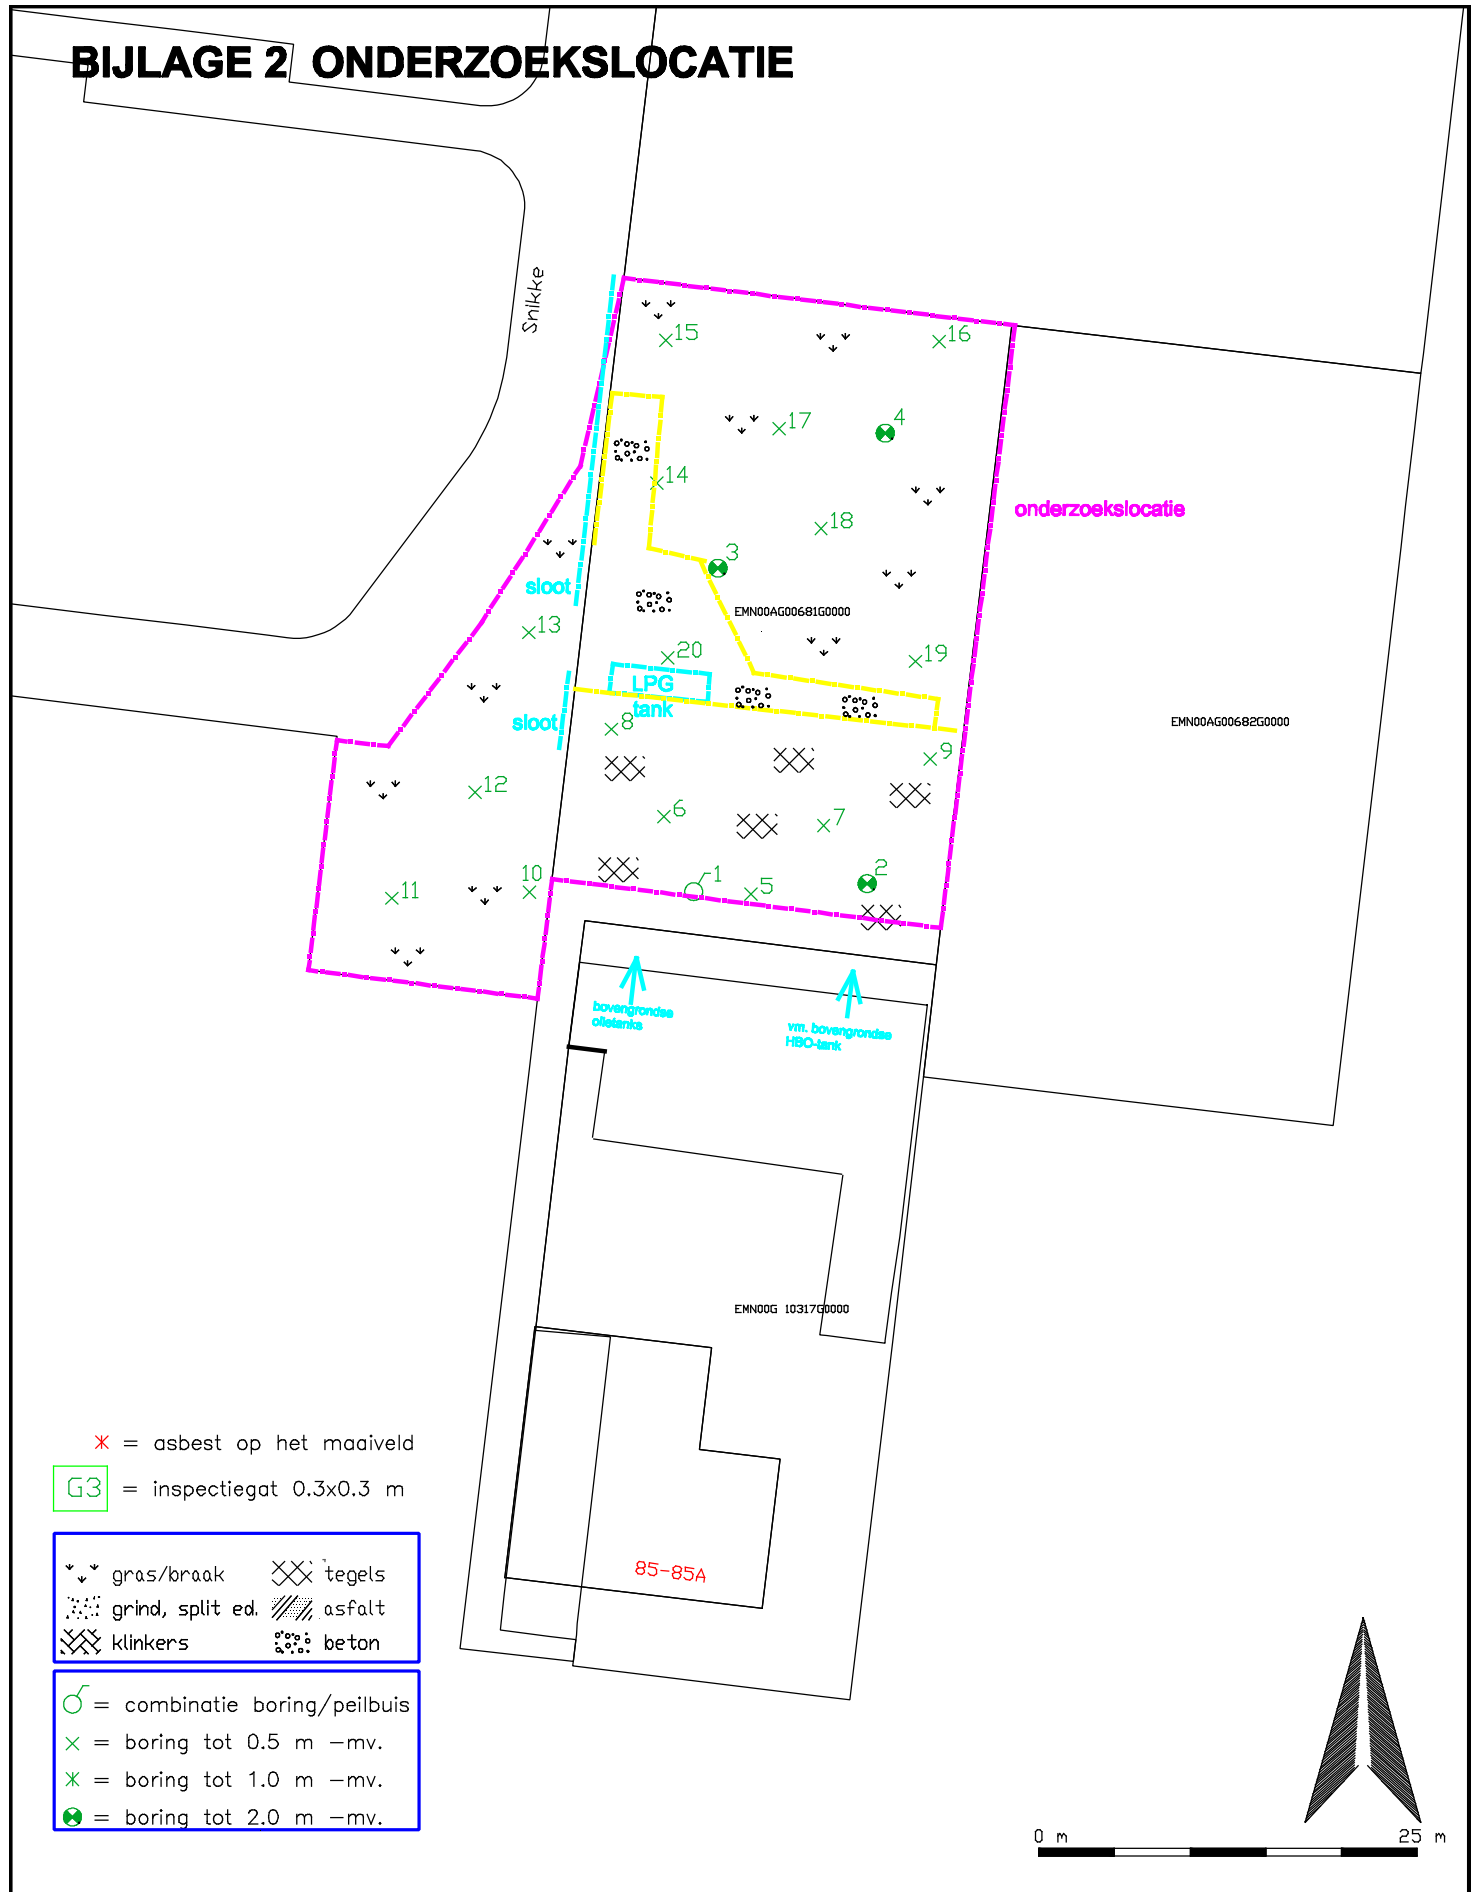 BIJLAGE 2 ONDERZOEKSLOCATIE
Snikke
15
16
17
4
14
onderzoekslocatie
18
3
sloot
EMN00AG00681G0000
13
20
19
LPG
tank
sloot
8
EMN00AG00682G0000
9
12
6
7
10
1
5
2
11
bovengrondse
olietanks
vm. bovengrondse
HBO-tank
EMN00G 10317G0000
85-85A
= asbest op het maaiveld
G3 = inspectiegat 0.3x0.3 m
gras/braak tegels
grind, split ed. asfalt
klinkers beton
= combinatie boring/peilbuis
= boring tot 0.5 m -mv.
= boring tot 1.0 m -mv.
= boring tot 2.0 m -mv.
0 m 25 m